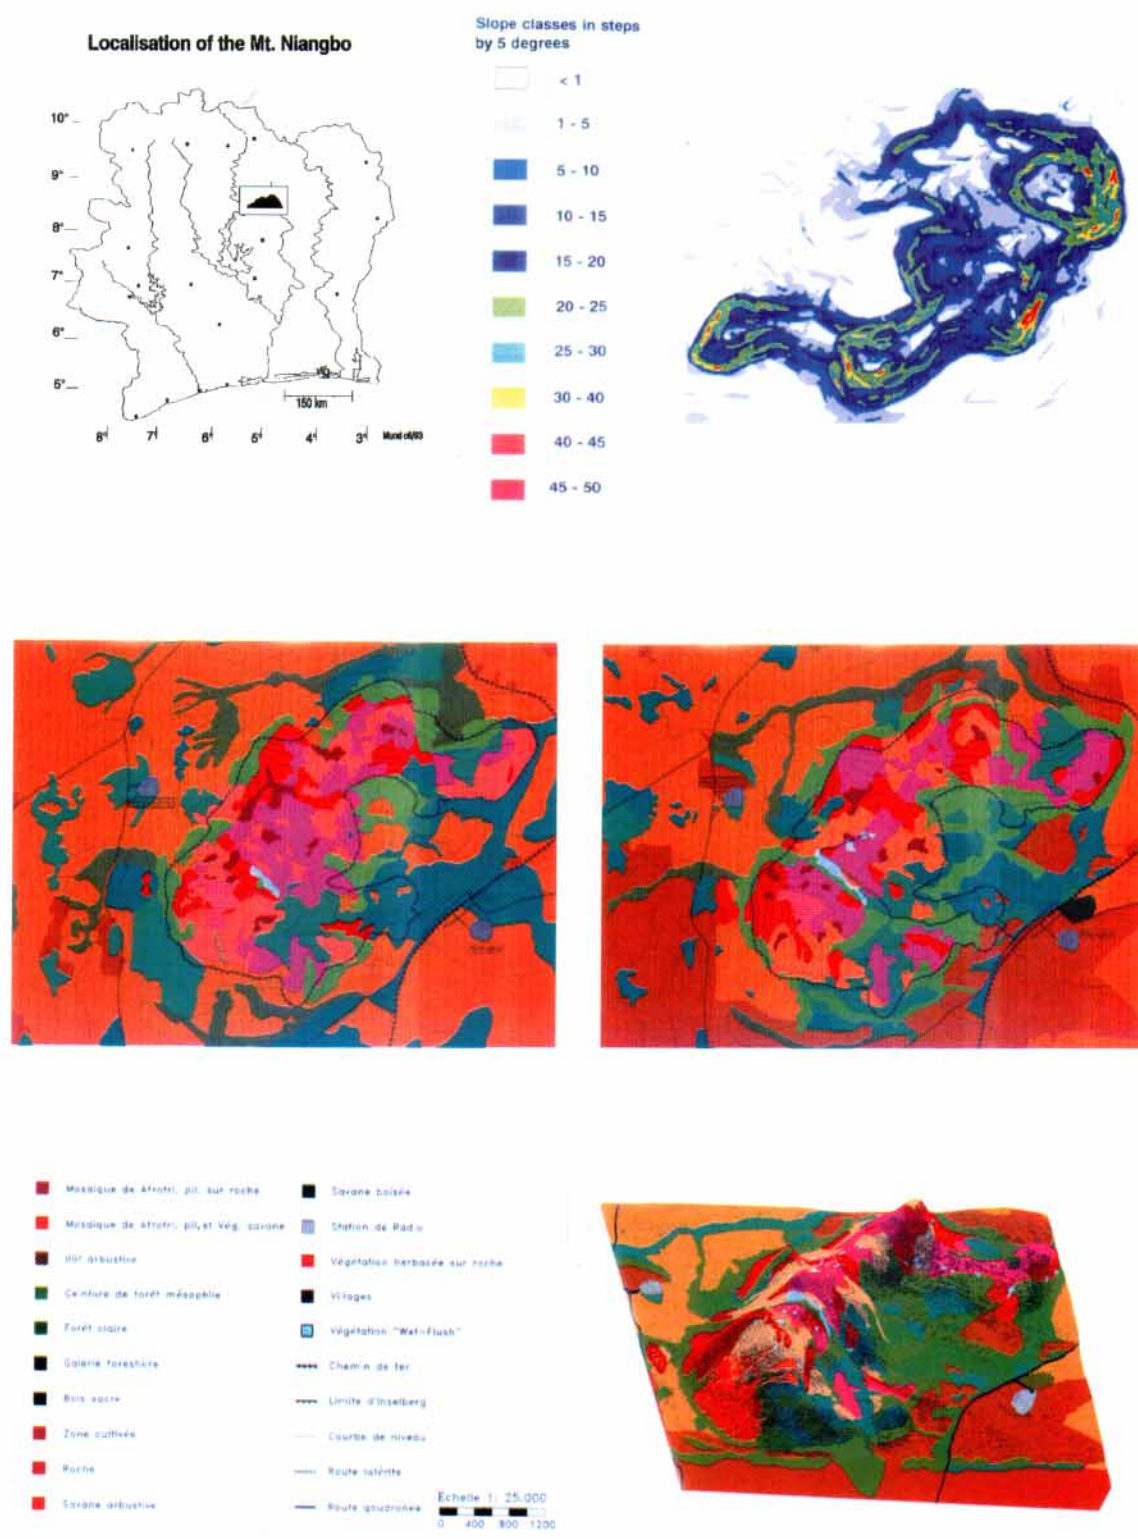 Localisation of the Mt. Niangbo
10°
9°
8°
7°
6°
5°
150 km
8°
7°
6°
5°
4°
3°
Slope classes in steps
by 5 degrees
< 1
1 - 5
5 - 10
10 - 15
15 - 20
20 - 25
25 - 30
30 - 40
40 - 45
45 - 50
Mosaïque de Afrotri. pil. sur roche
Mosaïque de Afrotri. pil, et Vég. savane
Ilôt arbustive
Ceinture de forêt mésophile
Forêt claire
Galerie forestière
Bois sacre
Zone cultivée
Roche
Savane arbustive
Savane boisée
Station de Radio
Végétation herbacée sur roche
Villages
Végétation "Wet-Flush"
Chemin de fer
Limite d'Inselberg
Courbe de niveau
Route latérite
Route goudronée
Echelle 1: 25.000
0 400 800 1200